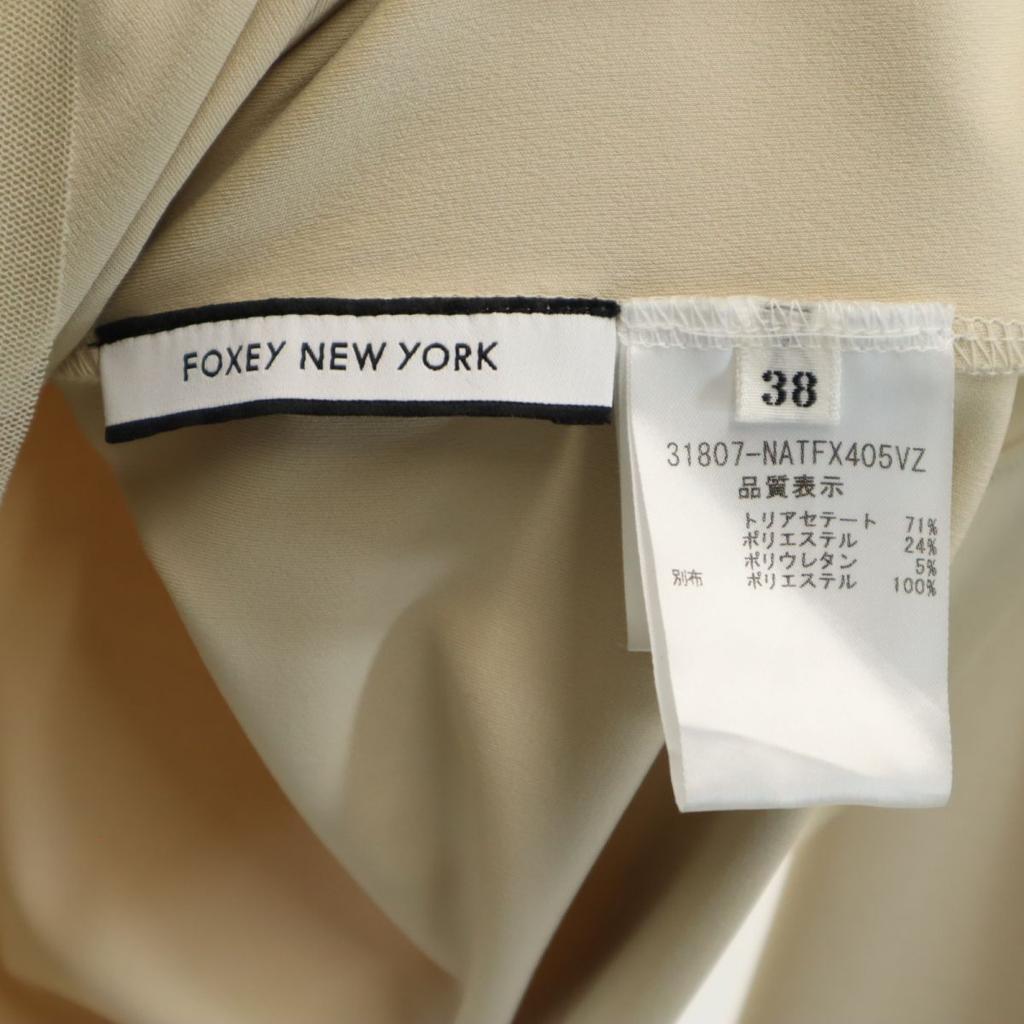 FOXEY NEW YORK
38
31807-NATFX405VZ
品質表示
トリアセテート 71%
ポリエステル 24%
ポリウレタン 5%
別布 ポリエステル 100%